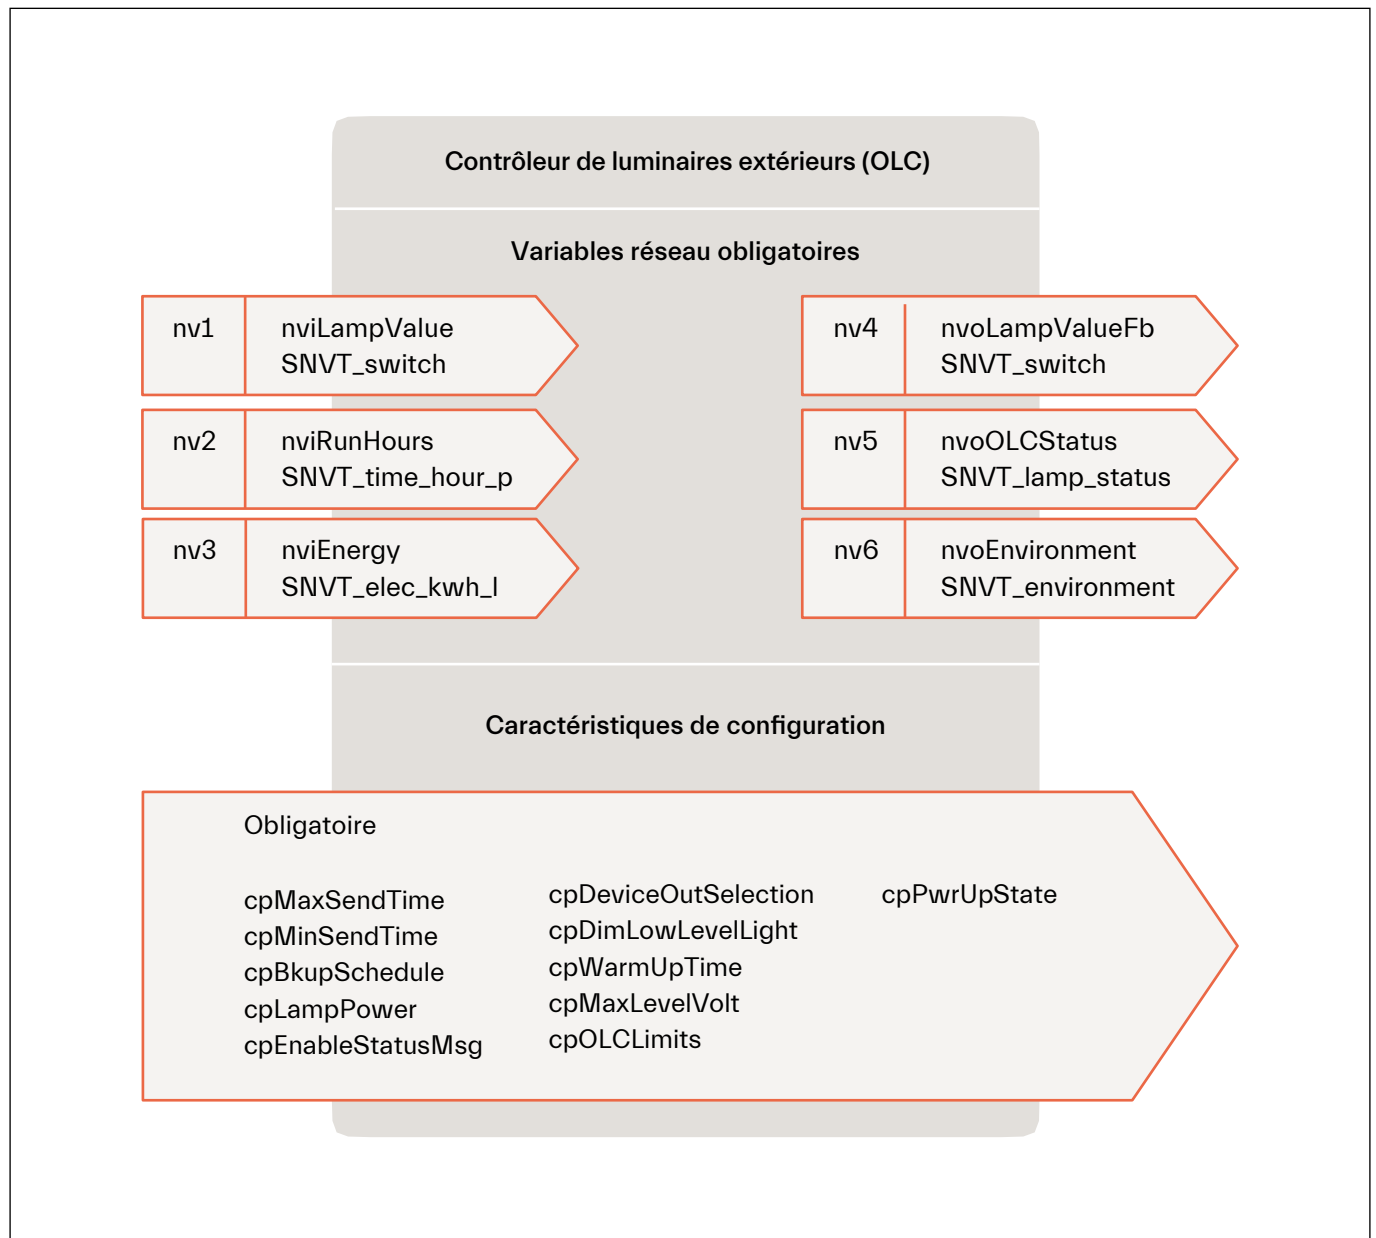 Contrôleur de luminaires extérieurs (OLC)
Variables réseau obligatoires
nv1
nviLampValue
SNVT_switch
nv2
nviRunHours
SNVT_time_hour_p
nv3
nviEnergy
SNVT_elec_kwh_l
nv4
nvoLampValueFb
SNVT_switch
nv5
nvoOLCStatus
SNVT_lamp_status
nv6
nvoEnvironment
SNVT_environment
Caractéristiques de configuration
Obligatoire
cpMaxSendTime
cpMinSendTime
cpBkupSchedule
cpLampPower
cpEnableStatusMsg
cpDeviceOutSelection
cpDimLowLevelLight
cpWarmUpTime
cpMaxLevelVolt
cpOLCLimits
cpPwrUpState